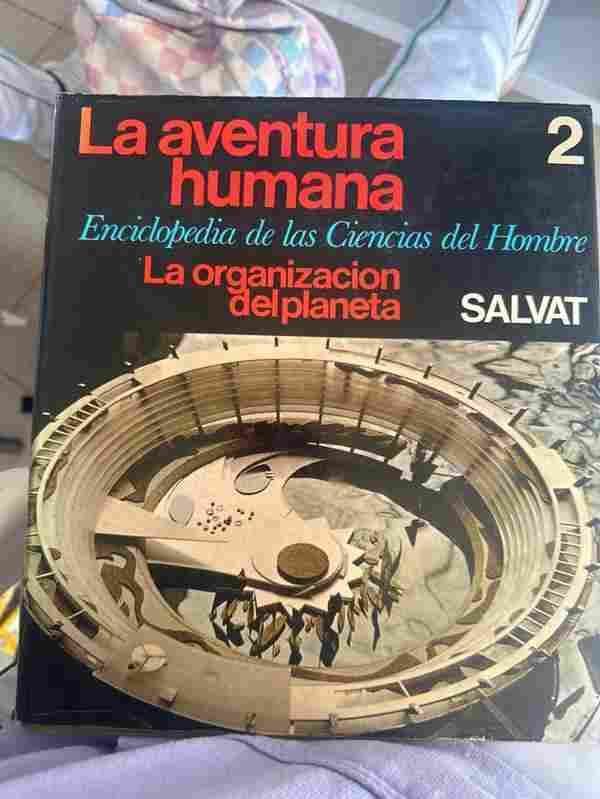 La aventura
humana
2
Enciclopedia de las Ciencias del Hombre
La organizacion
del planeta
SALVAT